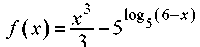 f(x) = x³/3 − 5^(log₅(6−x))